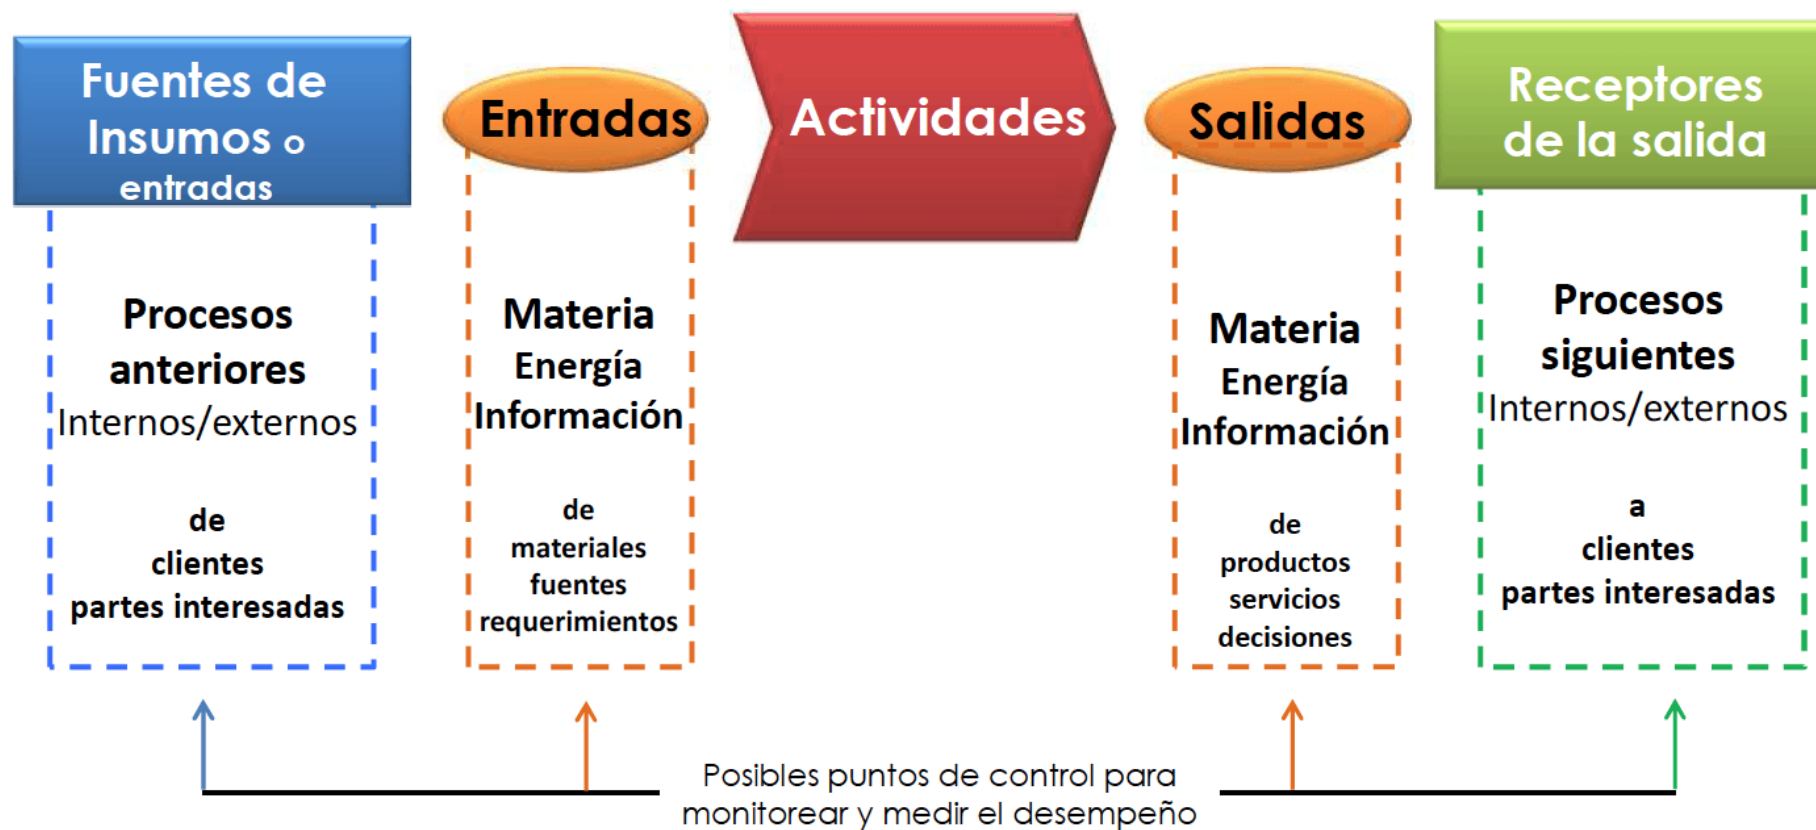 Fuentes de
Insumos o
entradas
Procesos
anteriores
Internos/externos
de
clientes
partes interesadas
Entradas
Materia
Energía
Información
de
materiales
fuentes
requerimientos
Actividades
Salidas
Materia
Energía
Información
de
productos
servicios
decisiones
Receptores
de la salida
Procesos
siguientes
Internos/externos
a
clientes
partes interesadas
Posibles puntos de control para
monitorear y medir el desempeño